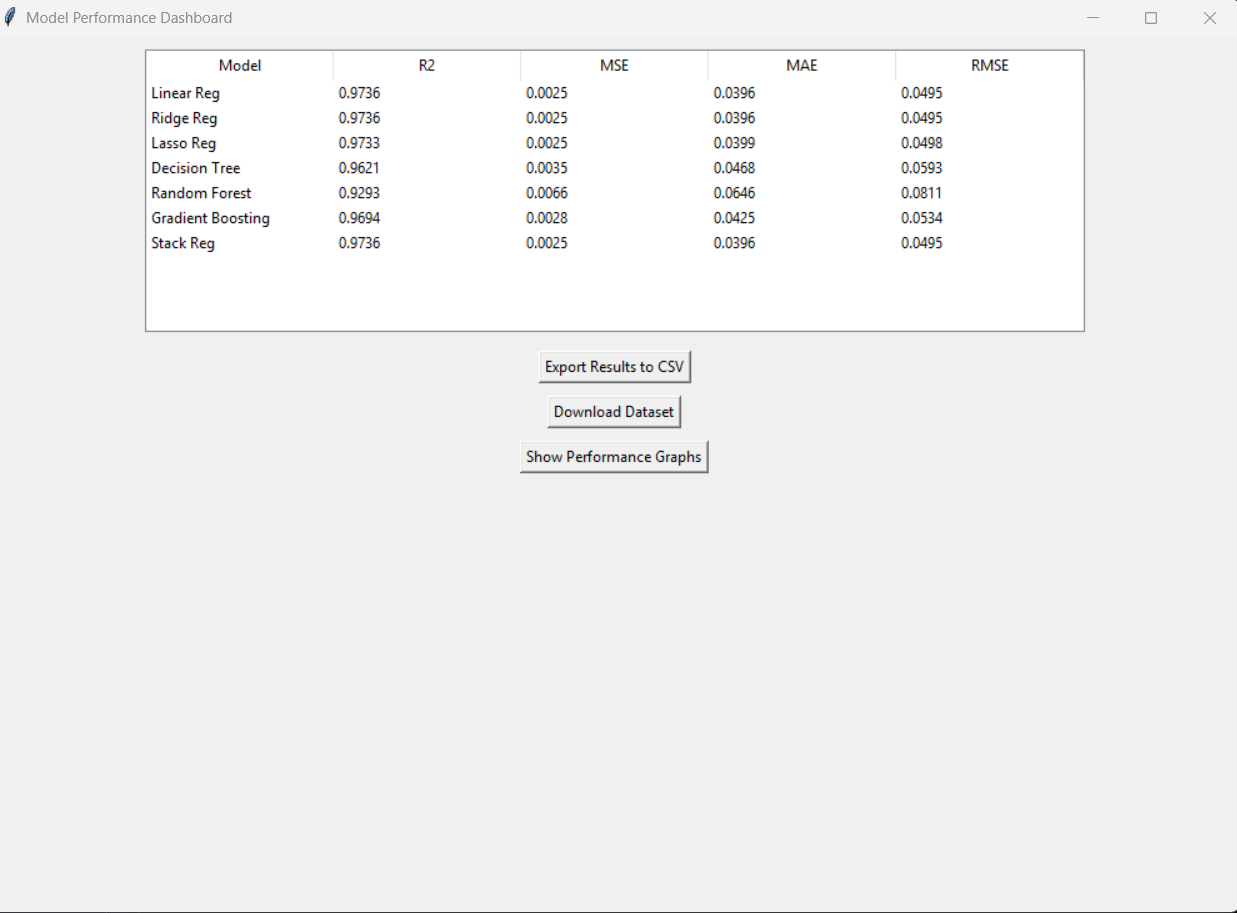 Model Performance Dashboard
Model R2 MSE MAE RMSE
Linear Reg 0.9736 0.0025 0.0396 0.0495
Ridge Reg 0.9736 0.0025 0.0396 0.0495
Lasso Reg 0.9733 0.0025 0.0399 0.0498
Decision Tree 0.9621 0.0035 0.0468 0.0593
Random Forest 0.9293 0.0066 0.0646 0.0811
Gradient Boosting 0.9694 0.0028 0.0425 0.0534
Stack Reg 0.9736 0.0025 0.0396 0.0495
Export Results to CSV
Download Dataset
Show Performance Graphs